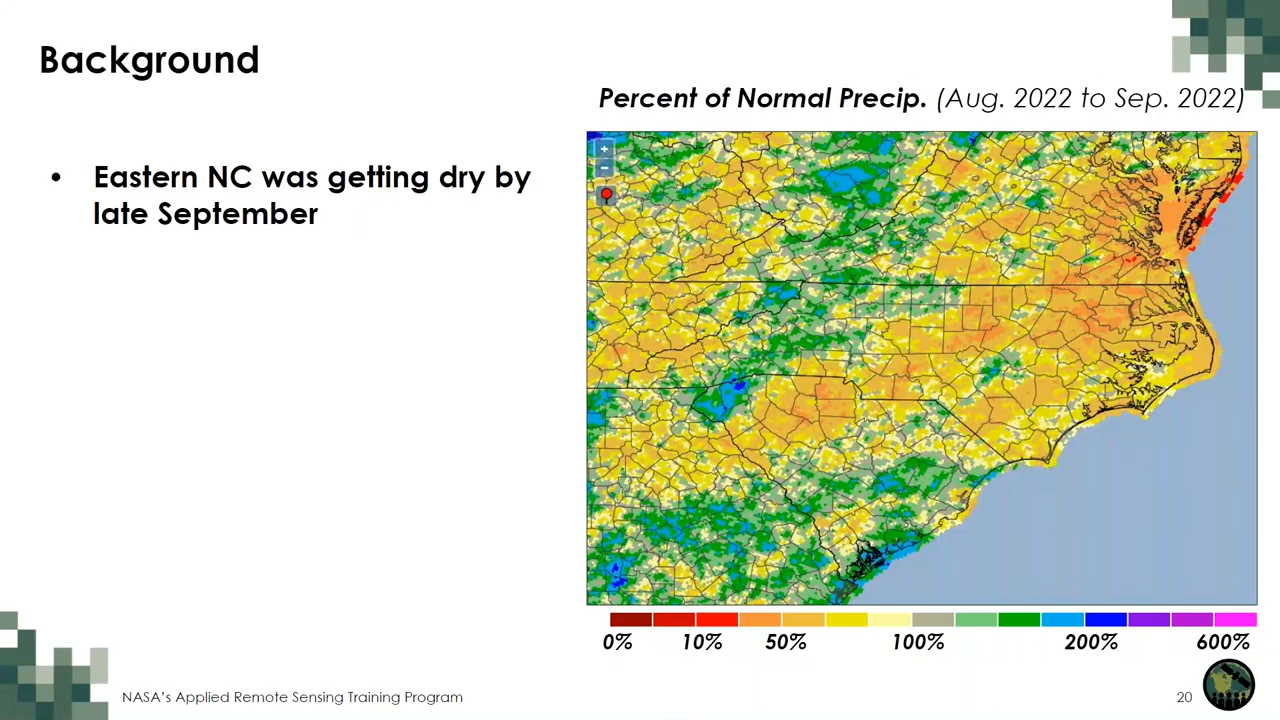 Background
Percent of Normal Precip. (Aug. 2022 to Sep. 2022)
• Eastern NC was getting dry by
late September
+
−
0% 10% 50% 100% 200% 600%
NASA's Applied Remote Sensing Training Program
20